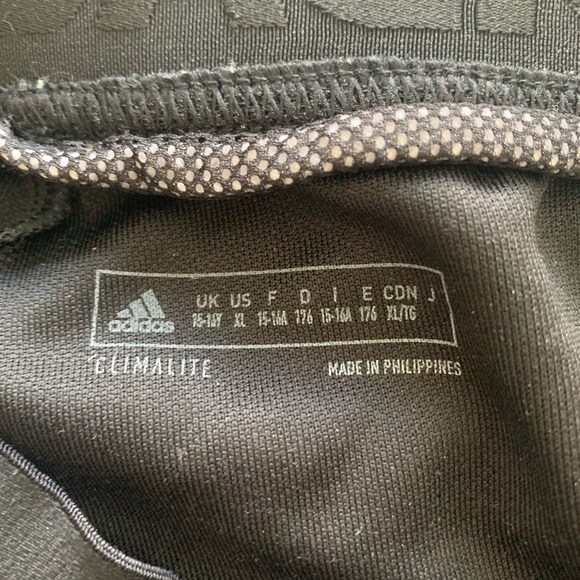 adidas
UK US F D I E CDN J
15-16Y XL 15-16A 176 15-16A 176 XL/TG
CLIMALITE
MADE IN PHILIPPINES